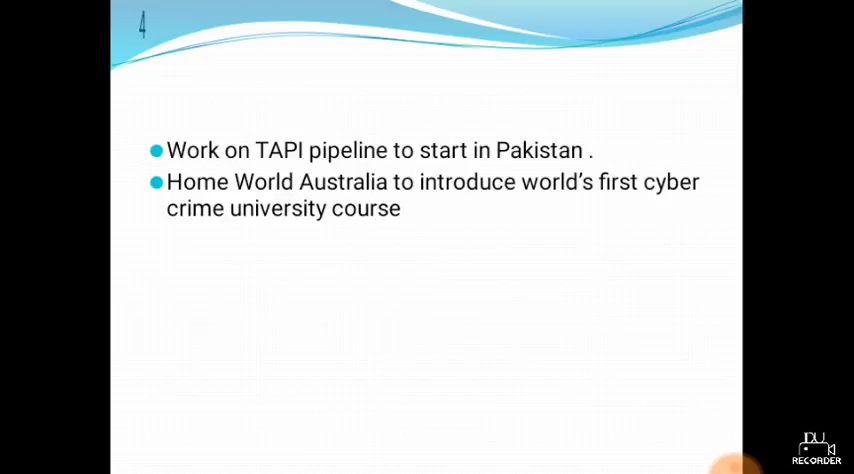 4
Work on TAPI pipeline to start in Pakistan .
Home World Australia to introduce world's first cyber
crime university course
DU
RECORDER